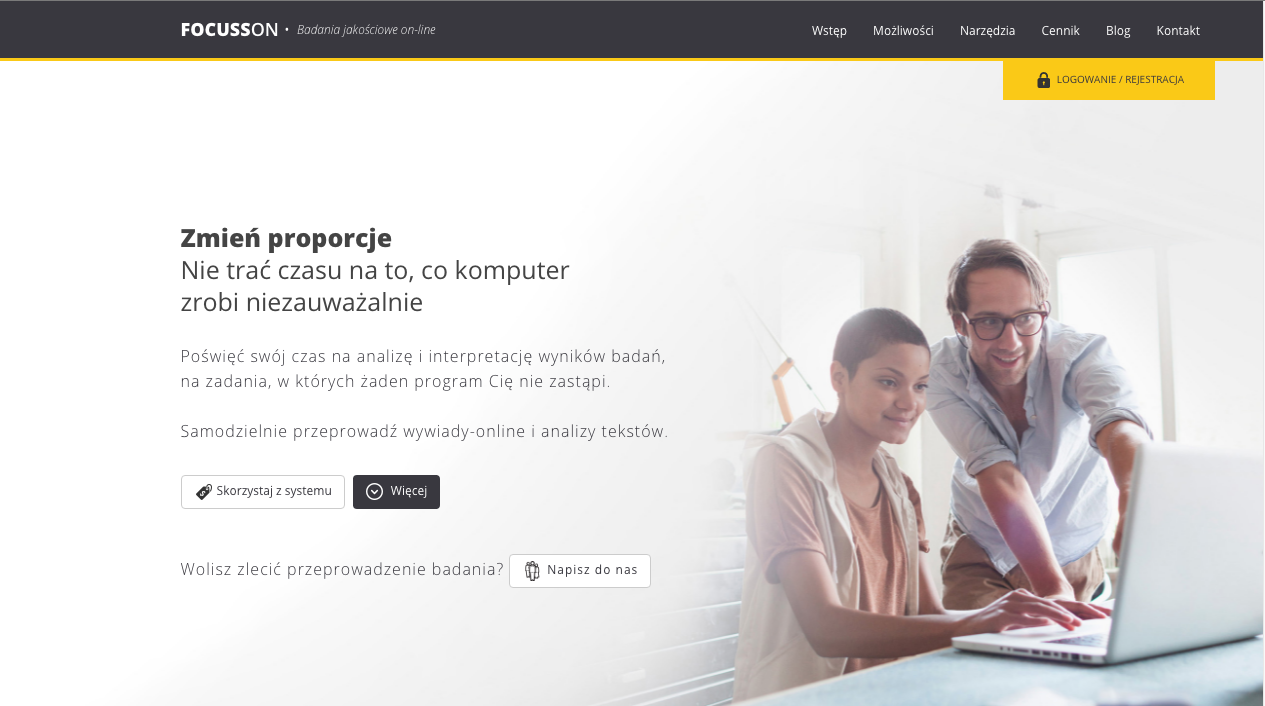 FOCUSSON • Badania jakościowe on-line
Wstęp Możliwości Narzędzia Cennik Blog Kontakt
LOGOWANIE / REJESTRACJA
Zmień proporcje
Nie trać czasu na to, co komputer
zrobi niezauważalnie
Poświęć swój czas na analizę i interpretację wyników badań,
na zadania, w których żaden program Cię nie zastąpi.
Samodzielnie przeprowadź wywiady-online i analizy tekstów.
Skorzystaj z systemu Więcej
Wolisz zlecić przeprowadzenie badania? Napisz do nas